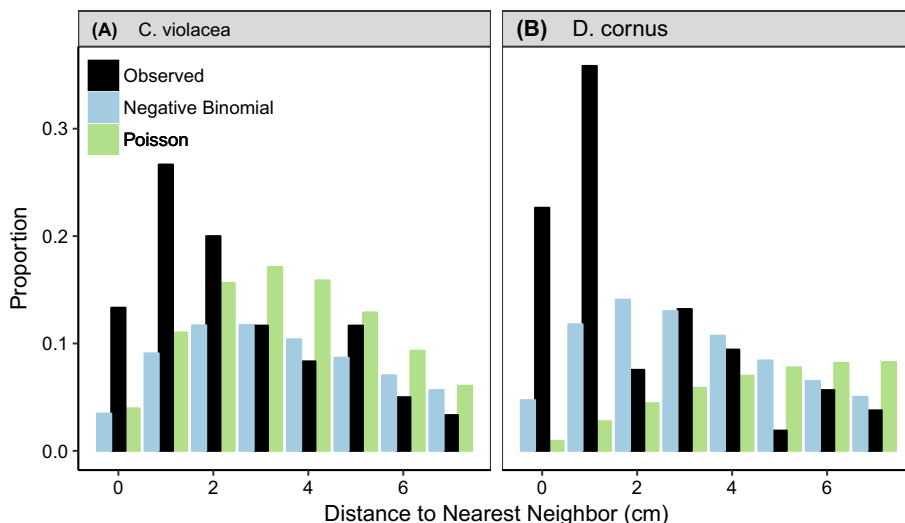 (A) C. violacea
(B) D. cornus
Observed
Negative Binomial
Poisson
Proportion
0.3
0.2
0.1
0.0
0 2 4 6
0 2 4 6
Distance to Nearest Neighbor (cm)